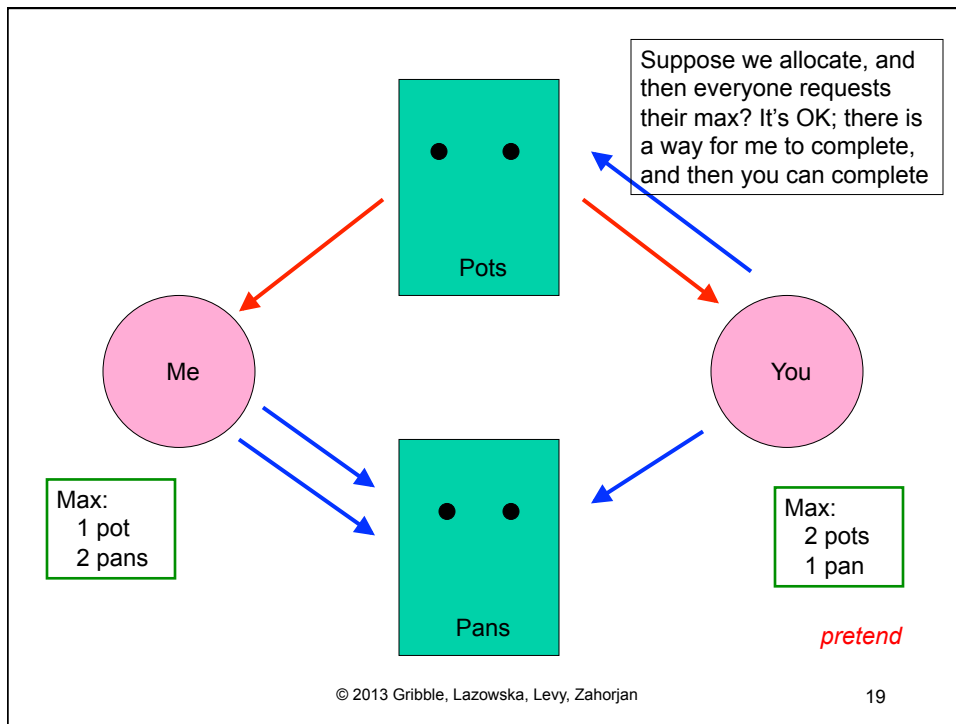 Suppose we allocate, and
then everyone requests
their max? It's OK; there is
a way for me to complete,
and then you can complete
Pots
Me
You
Max:
1 pot
2 pans
Pans
Max:
2 pots
1 pan
pretend
© 2013 Gribble, Lazowska, Levy, Zahorjan
19